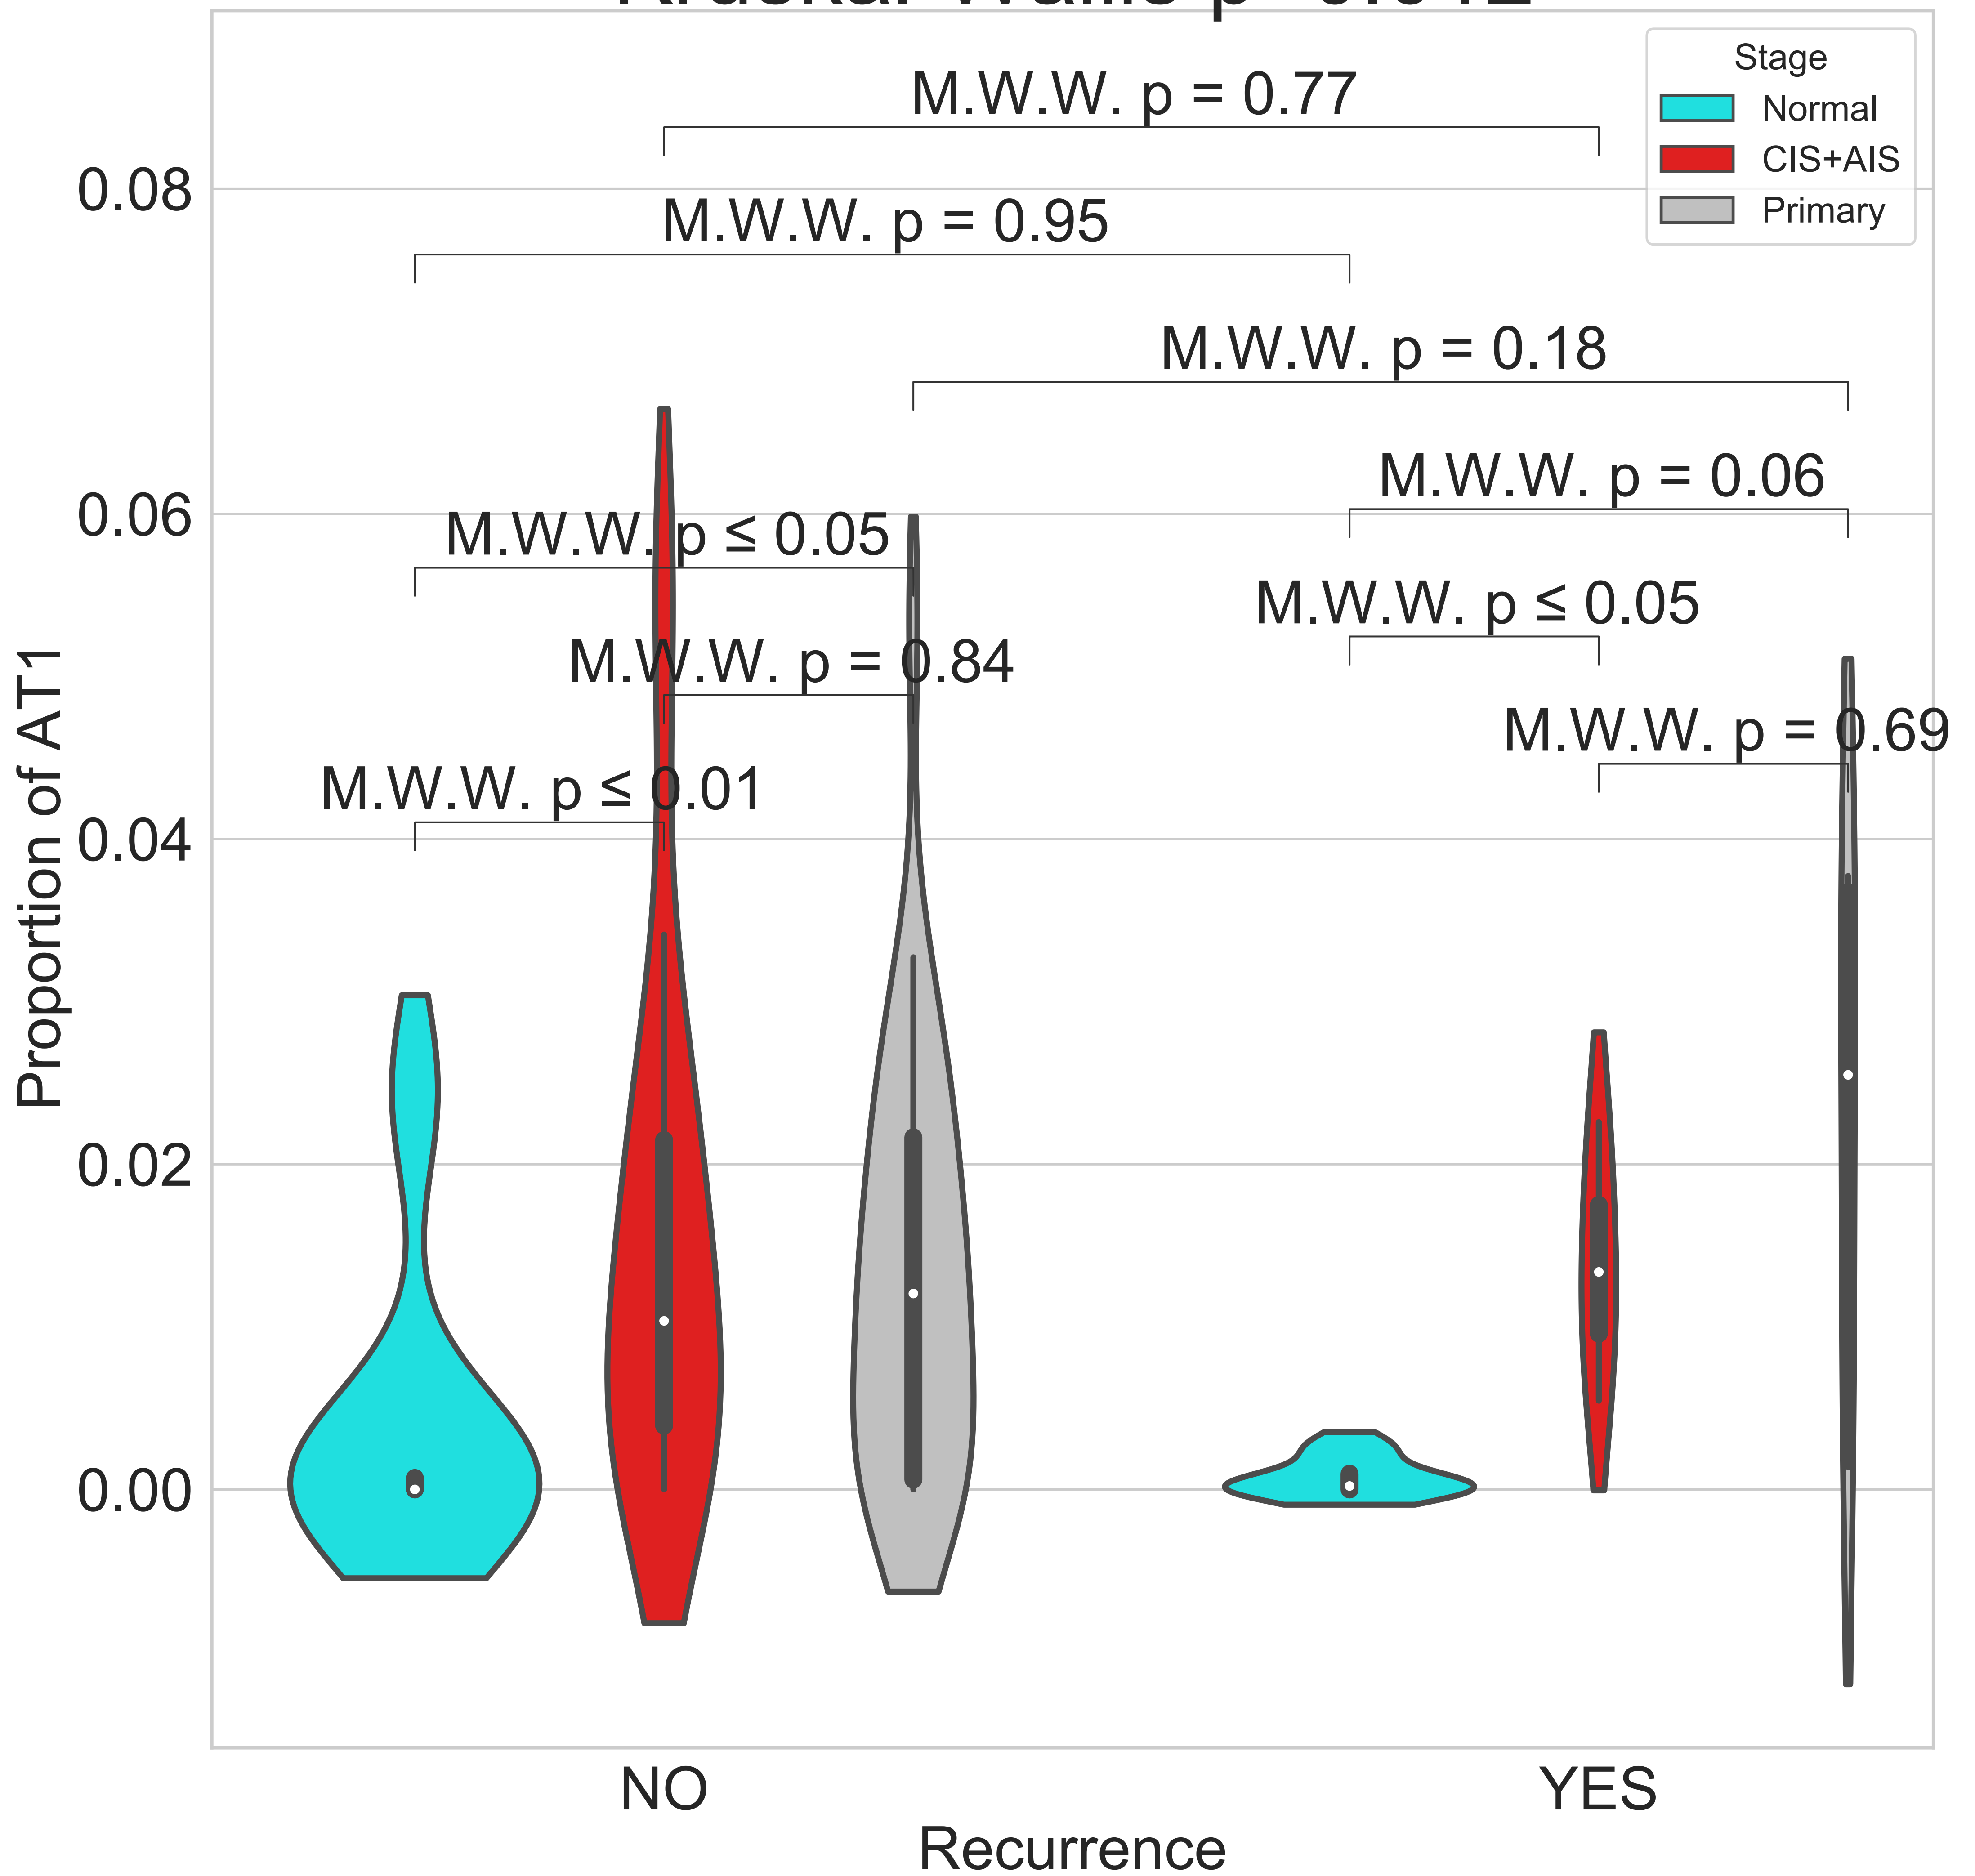 Stage
Normal
CIS+AIS
Primary
M.W.W. p = 0.77
M.W.W. p = 0.95
M.W.W. p = 0.18
M.W.W. p = 0.06
M.W.W. p ≤ 0.05
M.W.W. p ≤ 0.05
M.W.W. p = 0.84
M.W.W. p = 0.69
M.W.W. p ≤ 0.01
0.08
0.06
0.04
0.02
0.00
Proportion of AT1
NO
YES
Recurrence